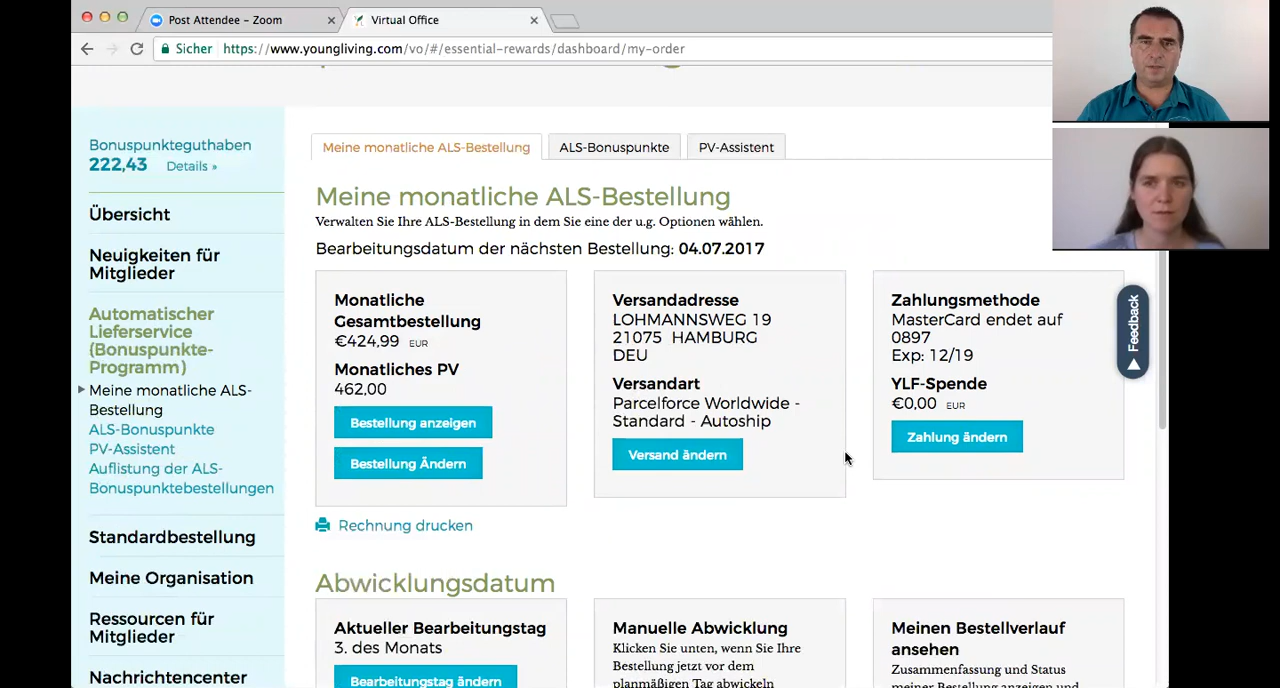 Post Attendee - Zoom
Virtual Office
Sicher https://www.youngliving.com/vo/#/essential-rewards/dashboard/my-order
Bonuspunkteguthaben
222,43 Details »
Übersicht
Neuigkeiten für
Mitglieder
Automatischer
Lieferservice
(Bonuspunkte-
Programm)
Meine monatliche ALS-
Bestellung
ALS-Bonuspunkte
PV-Assistent
Auflistung der ALS-
Bonuspunktebestellungen
Standardbestellung
Meine Organisation
Ressourcen für
Mitglieder
Nachrichtencenter
Meine monatliche ALS-Bestellung ALS-Bonuspunkte PV-Assistent
Meine monatliche ALS-Bestellung
Verwalten Sie Ihre ALS-Bestellung in dem Sie eine der u.g. Optionen wählen.
Bearbeitungsdatum der nächsten Bestellung: 04.07.2017
Monatliche
Gesamtbestellung
€424,99 EUR
Monatliches PV
462,00
Bestellung anzeigen
Bestellung Ändern
Versandadresse
LOHMANNSWEG 19
21075 HAMBURG
DEU
Versandart
Parcelforce Worldwide -
Standard - Autoship
Versand ändern
Zahlungsmethode
MasterCard endet auf
0897
Exp: 12/19
YLF-Spende
€0,00 EUR
Zahlung ändern
Feedback
Rechnung drucken
Abwicklungsdatum
Aktueller Bearbeitungstag
3. des Monats
Bearbeitungstag ändern
Manuelle Abwicklung
Klicken Sie unten, wenn Sie Ihre
Bestellung jetzt vor dem
planmäßigen Tag abwickeln
Meinen Bestellverlauf
ansehen
Zusammenfassung und Status
meiner Bestellung anzeigen und